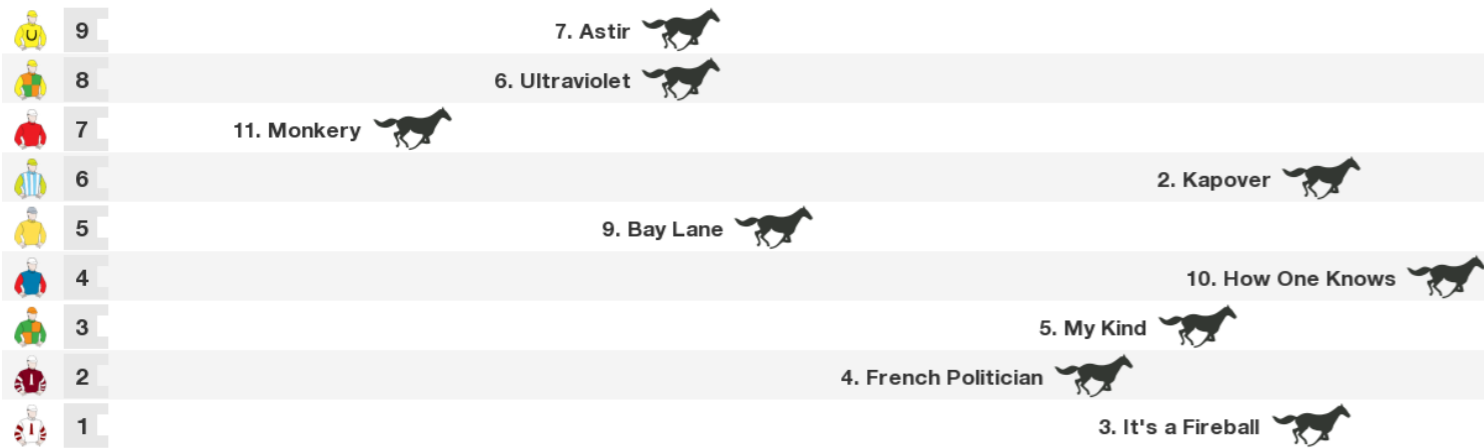 9 7. Astir
8 6. Ultraviolet
7 11. Monkery
6 2. Kapover
5 9. Bay Lane
4 10. How One Knows
3 5. My Kind
2 4. French Politician
1 3. It's a Fireball